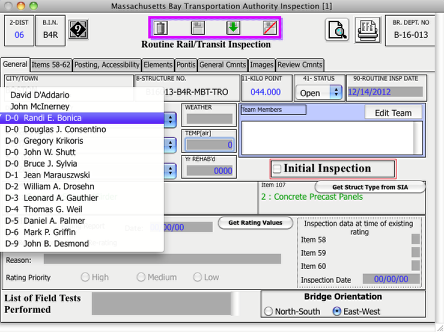 Massachusetts Bay Transportation Authority Inspection [1]
2-DIST
06
B.I.N.
B4R
BR. DEPT. NO
B-16-013
Routine Rail/Transit Inspection
General Items 58-62 Posting, Accessibility Elements Pontis General Cmnts Images Review Cmnts
CITY/TOWN
8-STRUCTURE NO.
013-B4R-MBT-TRO
11-KILO POINT
044.000
41- STATUS
Open
90-ROUTINE INSP DATE
12/14/2012
David D'Addario
John McInerney
D-0 Randi E. Bonica
D-0 Douglas J. Consentino
D-0 Gregory Krikoris
D-0 John W. Shutt
D-0 Bruce J. Sylvia
D-1 Jean Marauszwski
D-2 William A. Drosehn
D-3 Leonard A. Gauthier
D-4 Thomas G. Weil
D-5 Daniel A. Palmer
D-6 Mark P. Griffin
D-9 John B. Desmond
WEATHER
TEMP[air]
0
Yr REHAB'd
0000
Team Members
Edit Team
Initial Inspection
Item 107
Get Struct Type from SIA
2 : Concrete Precast Panels
Get Rating Values
Inspection data at time of existing rating
Item 58
Item 59
Item 60
Inspection Date 00/00/00
Reason:
Rating Priority High Medium Low
List of Field Tests
Performed
Bridge Orientation
North-South East-West